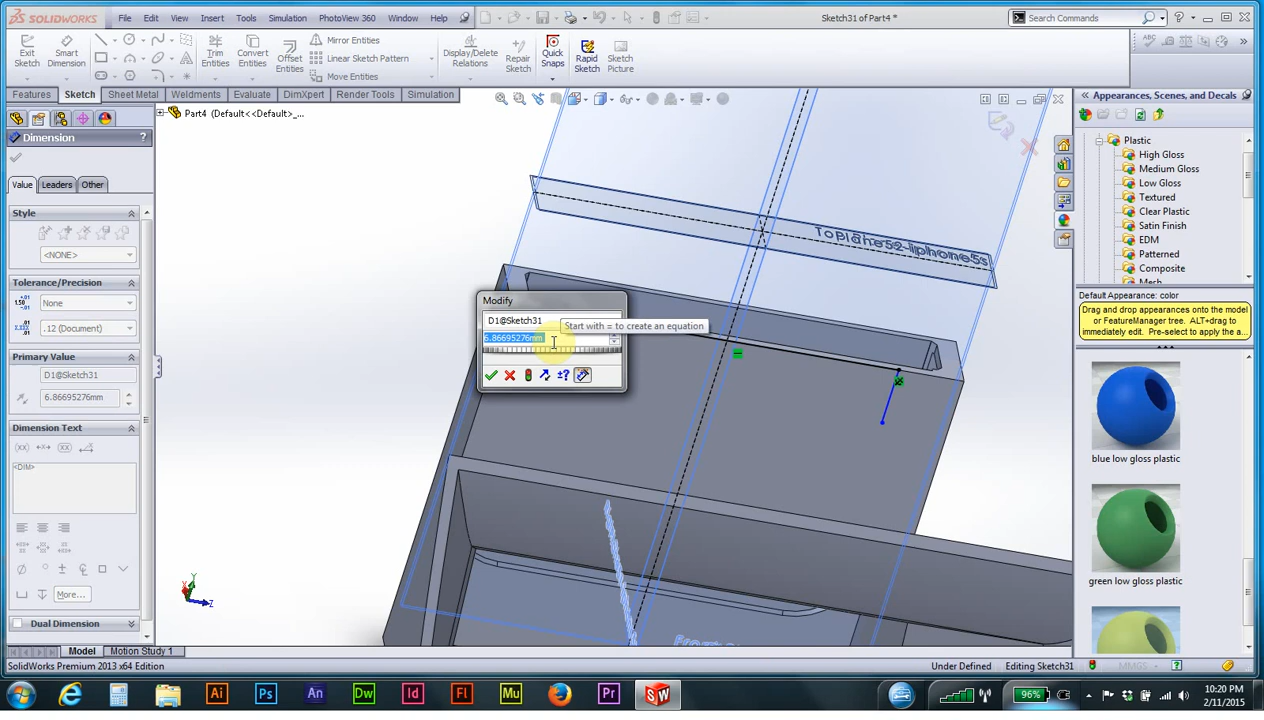 SOLIDWORKS File Edit View Insert Tools Simulation PhotoView 360 Window Help Sketch31 of Part4 * Search Commands
Exit Sketch Smart Dimension Trim Entities Convert Entities Offset Entities Mirror Entities Linear Sketch Pattern Move Entities Display/Delete Relations Repair Sketch Quick Snaps Rapid Sketch Sketch Picture
Features Sketch Sheet Metal Weldments Evaluate DimXpert Render Tools Simulation
Appearances, Scenes, and Decals
Part4 (Default<<Default>_...
Dimension ?
Plastic
High Gloss
Medium Gloss
Low Gloss
Textured
Clear Plastic
Satin Finish
EDM
Patterned
Composite
Mesh
Value Leaders Other
Style
<NONE>
Tolerance/Precision
None
.12 (Document)
Primary Value
D1@Sketch31
6.86695276mm
Dimension Text
<DIM>
More...
Dual Dimension
Modify
D1@Sketch31
Start with = to create an equation
6.86695276mm
Default Appearance: color
Drag and drop appearances onto the model or FeatureManager tree. ALT+drag to immediately edit. Pre-select to apply the a...
blue low gloss plastic
green low gloss plastic
Model Motion Study 1
SolidWorks Premium 2013 x64 Edition Under Defined Editing Sketch31 MMGS
Ai Ps An Dw Id Fl Mu Pr SW 96% 10:20 PM
2/11/2015